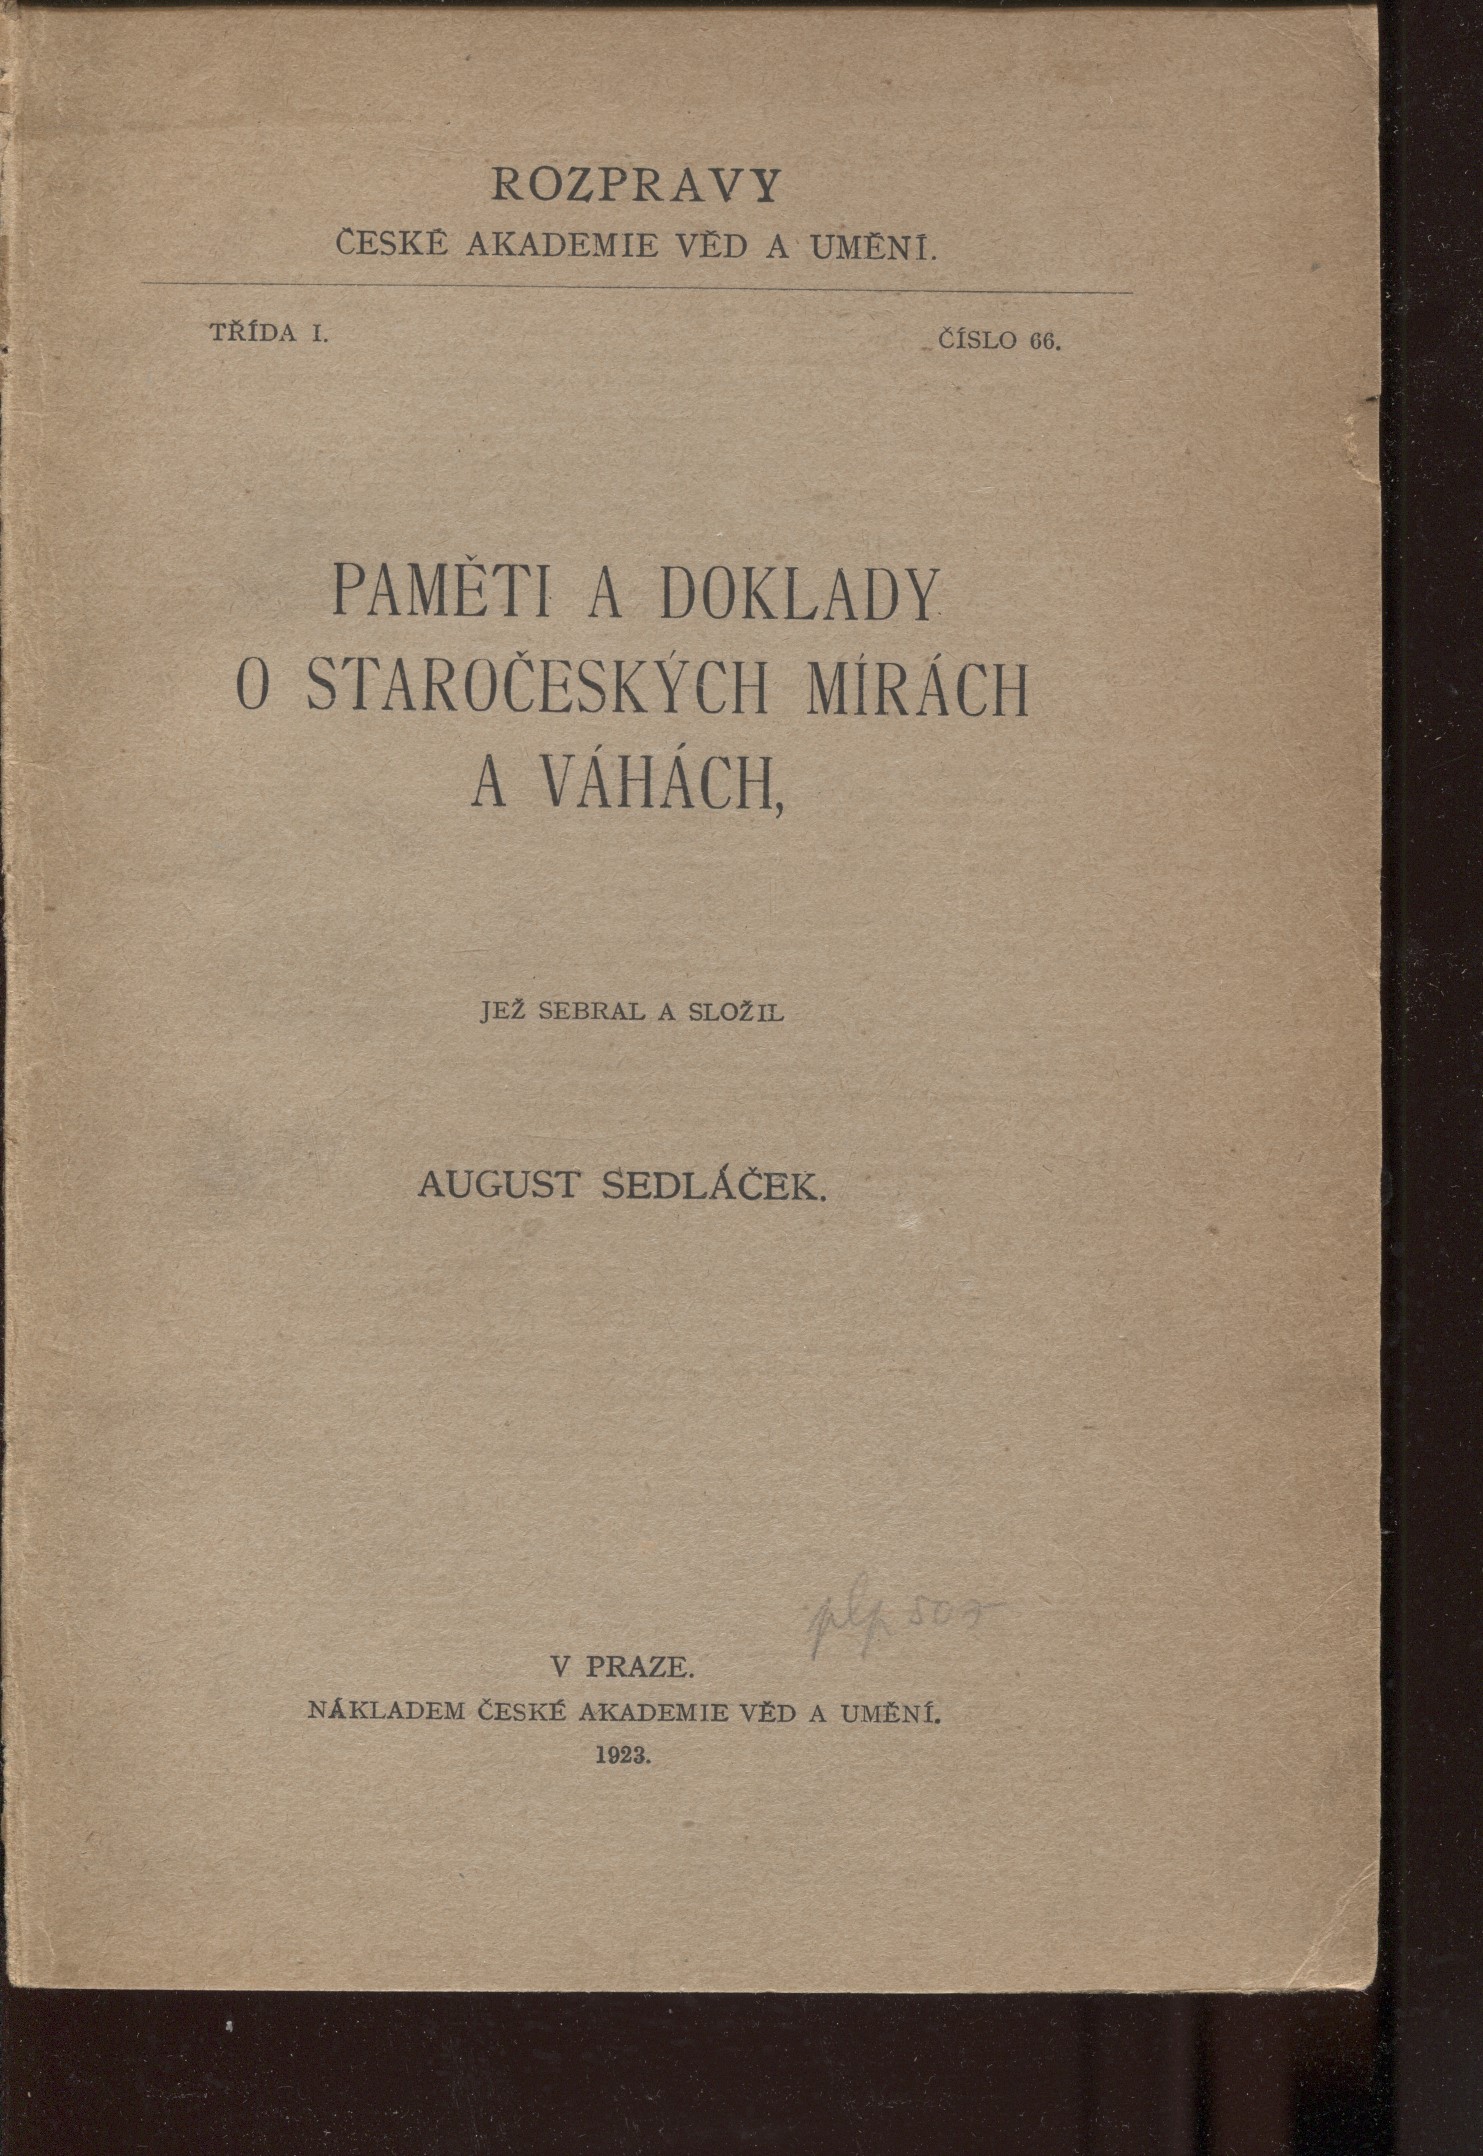 ROZPRAVY
ČESKÉ AKADEMIE VĚD A UMĚNÍ.
TŘÍDA I.
ČÍSLO 66.
PAMĚTI A DOKLADY
O STAROČESKÝCH MÍRÁCH
A VÁHÁCH,
JEŽ SEBRAL A SLOŽIL
AUGUST SEDLÁČEK.
V PRAZE.
NÁKLADEM ČESKÉ AKADEMIE VĚD A UMĚNÍ.
1923.